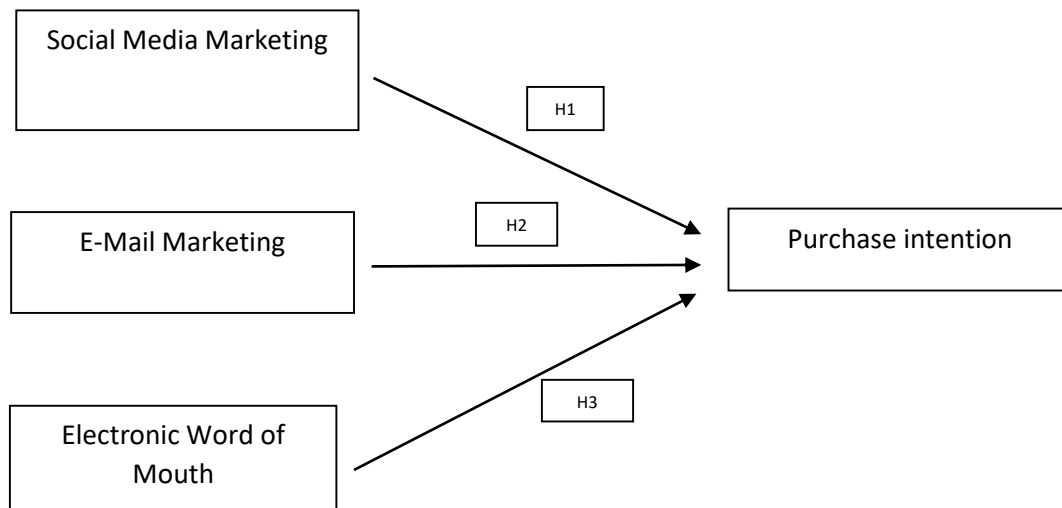 Social Media Marketing
H1
E-Mail Marketing
H2
Purchase intention
Electronic Word of
Mouth
H3